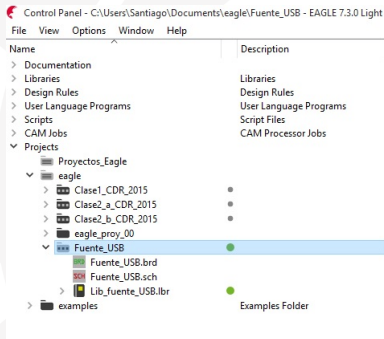 Control Panel - C:\Users\Santiago\Documents\eagle\Fuente_USB - EAGLE 7.3.0 Light
File View Options Window Help
Name Description
Documentation
Libraries Libraries
Design Rules Design Rules
User Language Programs User Language Programs
Scripts Script Files
CAM Jobs CAM Processor Jobs
Projects
Proyectos_Eagle
eagle
Clase1_CDR_2015
Clase2_a_CDR_2015
Clase2_b_CDR_2015
eagle_proy_00
Fuente_USB
BRD Fuente_USB.brd
SCH Fuente_USB.sch
Lib_fuente_USB.lbr
examples Examples Folder